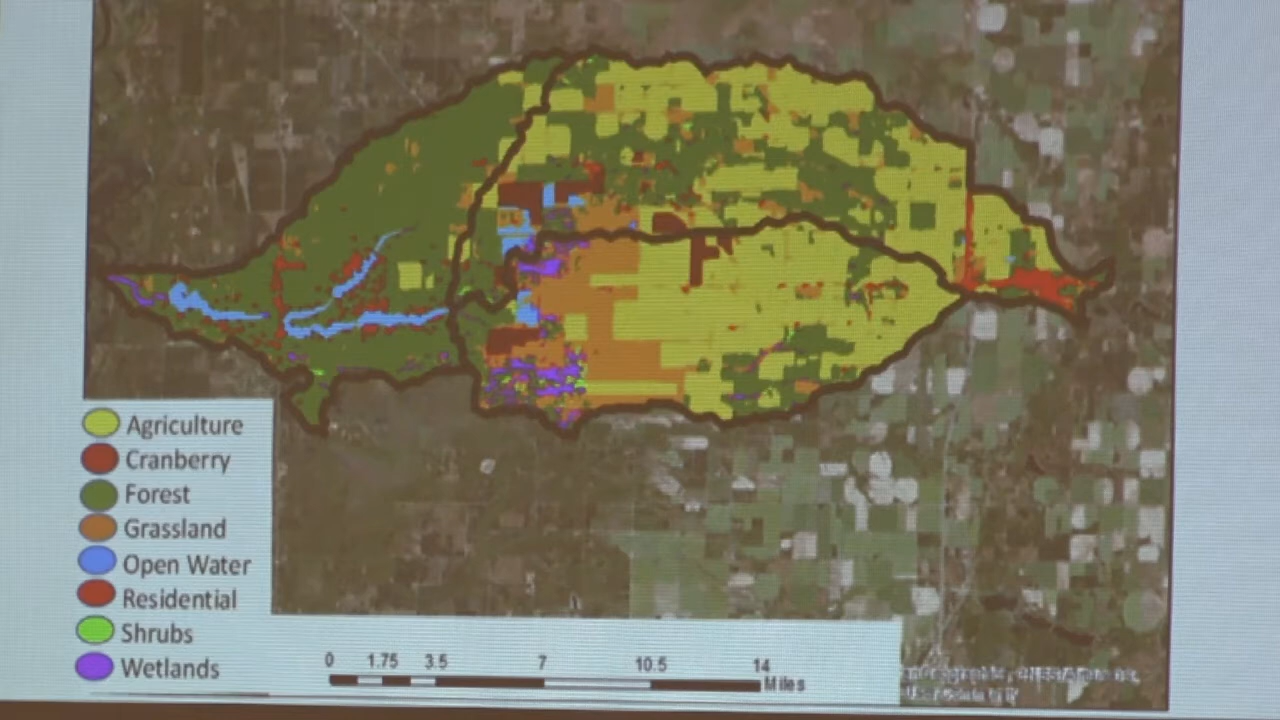 Agriculture
Cranberry
Forest
Grassland
Open Water
Residential
Shrubs
Wetlands
0 1.75 3.5 7 10.5 14
Miles